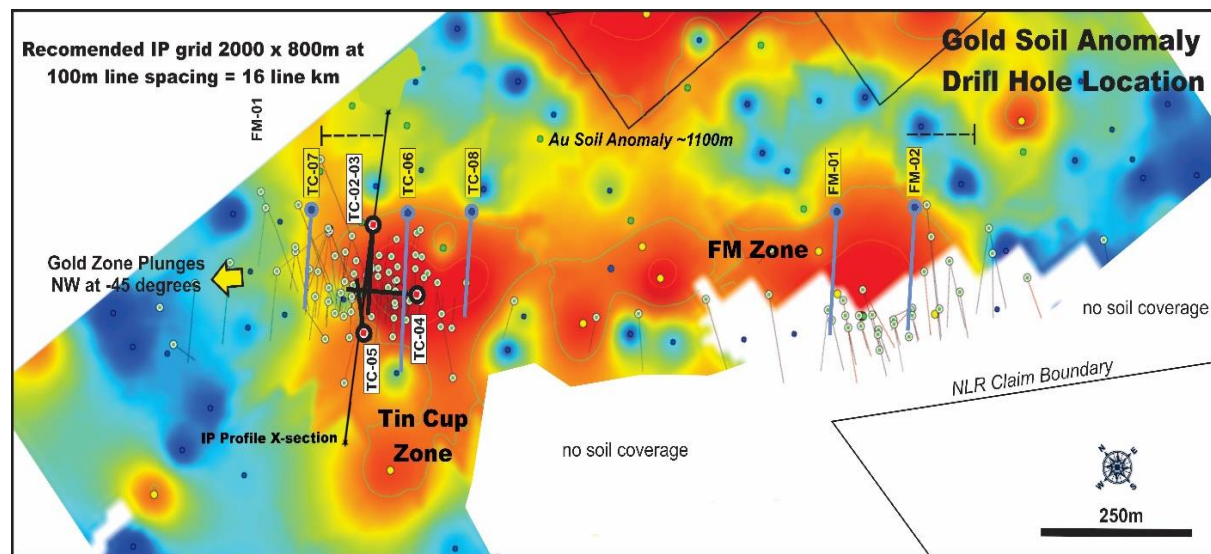 Recomended IP grid 2000 x 800m at
100m line spacing = 16 line km
Gold Soil Anomaly
Drill Hole Location
FM-01
Au Soil Anomaly ~1100m
TC-07
TC-02-03
TC-06
TC-08
FM-01
FM-02
FM Zone
Gold Zone Plunges
NW at -45 degrees
TC-04
TC-05
no soil coverage
NLR Claim Boundary
Tin Cup
Zone
IP Profile X-section
no soil coverage
N
E
W
S
250m